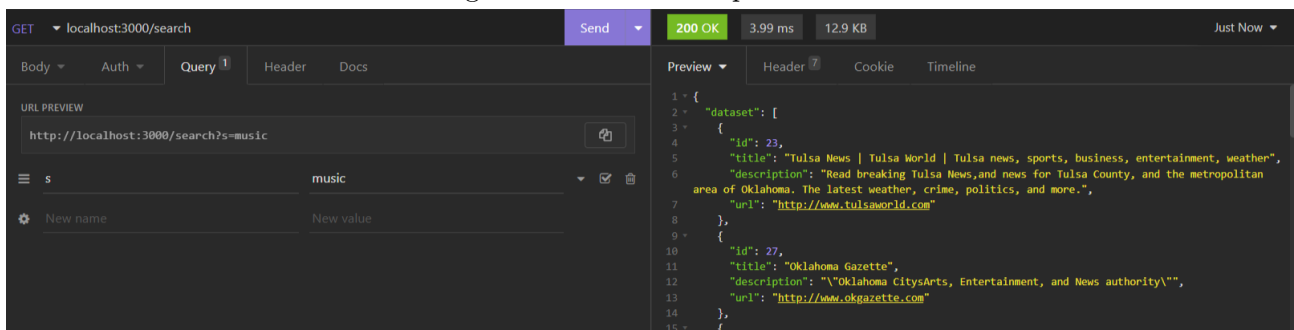 GET localhost:3000/search Send 200 OK 3.99 ms 12.9 KB Just Now
Body Auth Query 1 Header Docs
URL PREVIEW
http://localhost:3000/search?s=music
s music
New name New value
Preview Header 7 Cookie Timeline
1 {
2 "dataset": [
3 {
4 "id": 23,
5 "title": "Tulsa News | Tulsa World | Tulsa news, sports, business, entertainment, weather",
6 "description": "Read breaking Tulsa News,and news for Tulsa County, and the metropolitan
area of Oklahoma. The latest weather, crime, politics, and more.",
7 "url": "http://www.tulsaworld.com"
8 },
9 {
10 "id": 27,
11 "title": "Oklahoma Gazette",
12 "description": "\"Oklahoma CitysArts, Entertainment, and News authority\"",
13 "url": "http://www.okgazette.com"
14 },
15 {